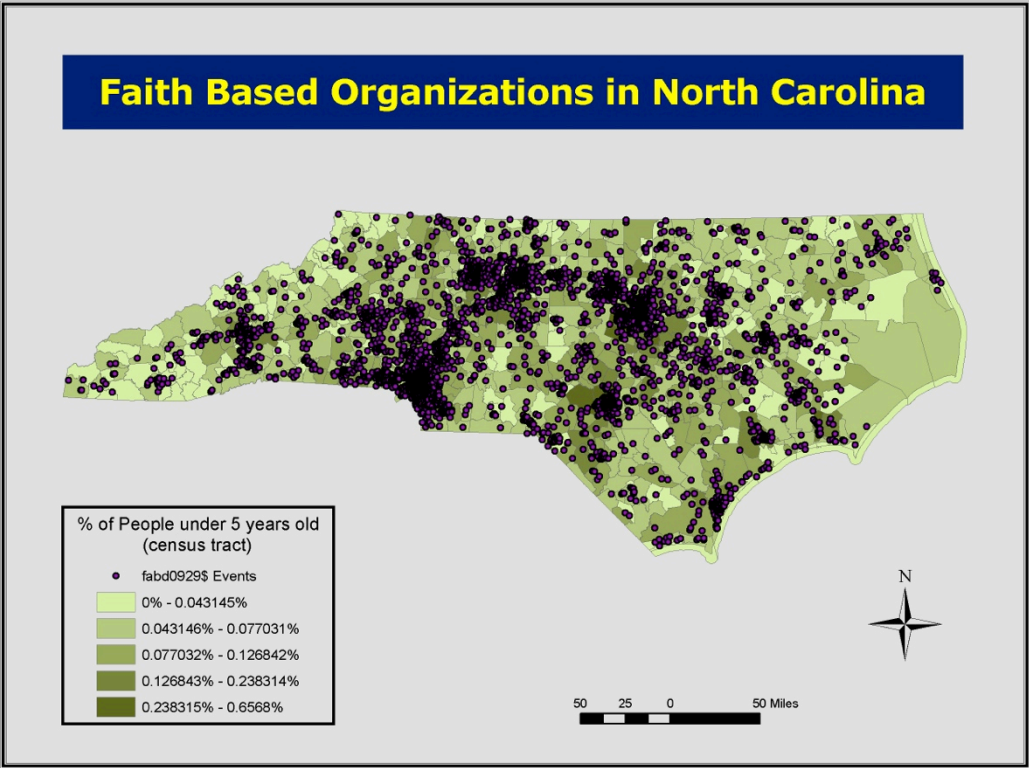 Faith Based Organizations in North Carolina
% of People under 5 years old
(census tract)
fabd0929$ Events
0% - 0.043145%
0.043146% - 0.077031%
0.077032% - 0.126842%
0.126843% - 0.238314%
0.238315% - 0.6568%
N
50 25 0 50 Miles